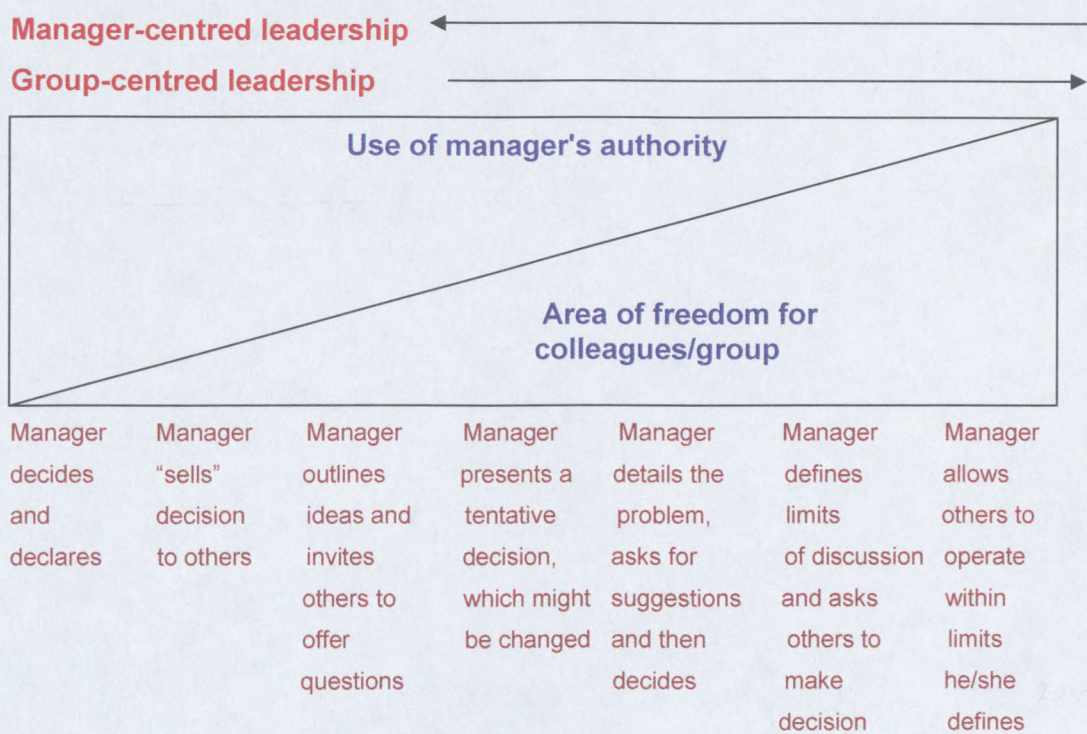 Manager-centred leadership
Group-centred leadership
Use of manager's authority
Area of freedom for
colleagues/group
Manager
decides
and
declares
Manager
“sells”
decision
to others
Manager
outlines
ideas and
invites
others to
offer
questions
Manager
presents a
tentative
decision,
which might
be changed
Manager
details the
problem,
asks for
suggestions
and then
decides
Manager
defines
limits
of discussion
and asks
others to
make
decision
Manager
allows
others to
operate
within
limits
he/she
defines